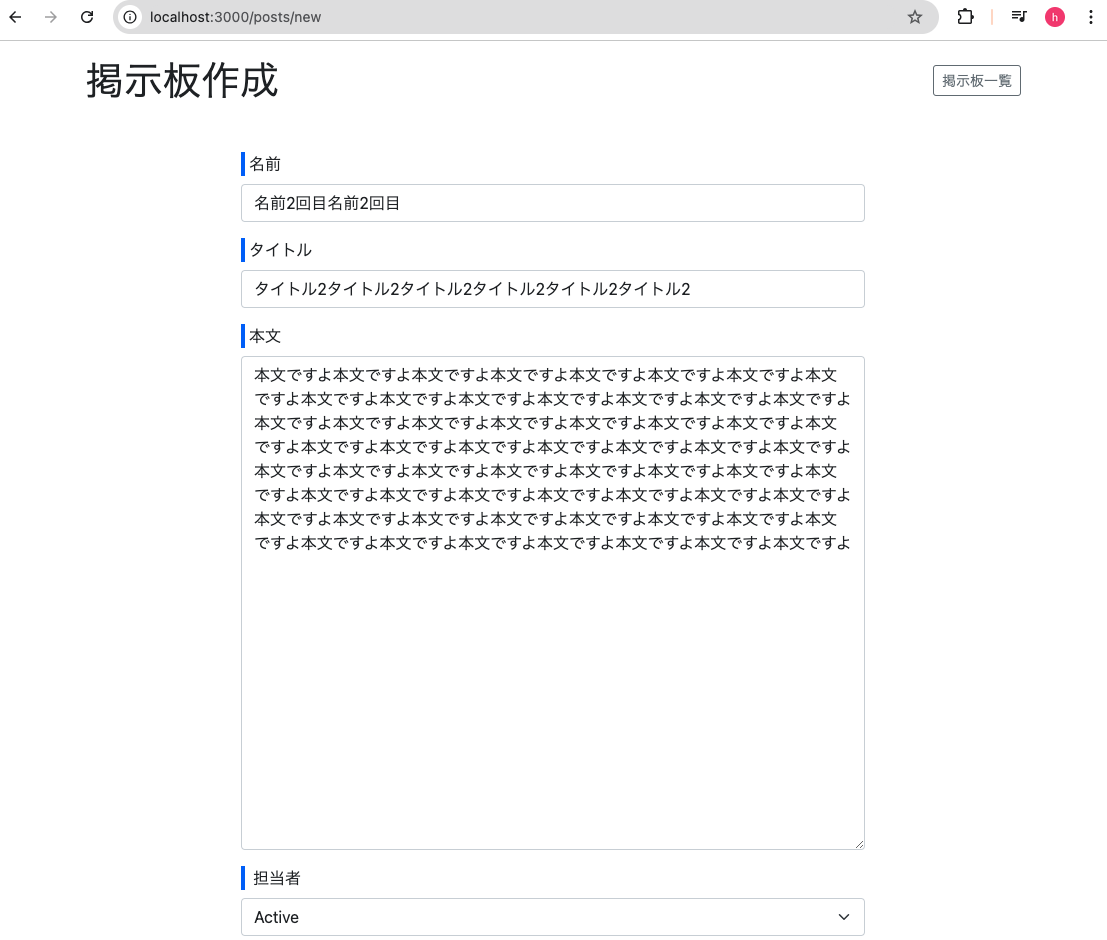 localhost:3000/posts/new
h
掲示板作成
掲示板一覧
名前
名前2回目名前2回目
タイトル
タイトル2タイトル2タイトル2タイトル2タイトル2タイトル2
本文
本文ですよ本文ですよ本文ですよ本文ですよ本文ですよ本文ですよ本文ですよ本文
ですよ本文ですよ本文ですよ本文ですよ本文ですよ本文ですよ本文ですよ本文ですよ
本文ですよ本文ですよ本文ですよ本文ですよ本文ですよ本文ですよ本文ですよ本文
ですよ本文ですよ本文ですよ本文ですよ本文ですよ本文ですよ本文ですよ本文ですよ
本文ですよ本文ですよ本文ですよ本文ですよ本文ですよ本文ですよ本文ですよ本文
ですよ本文ですよ本文ですよ本文ですよ本文ですよ本文ですよ本文ですよ本文ですよ
本文ですよ本文ですよ本文ですよ本文ですよ本文ですよ本文ですよ本文ですよ本文
ですよ本文ですよ本文ですよ本文ですよ本文ですよ本文ですよ本文ですよ本文ですよ
担当者
Active